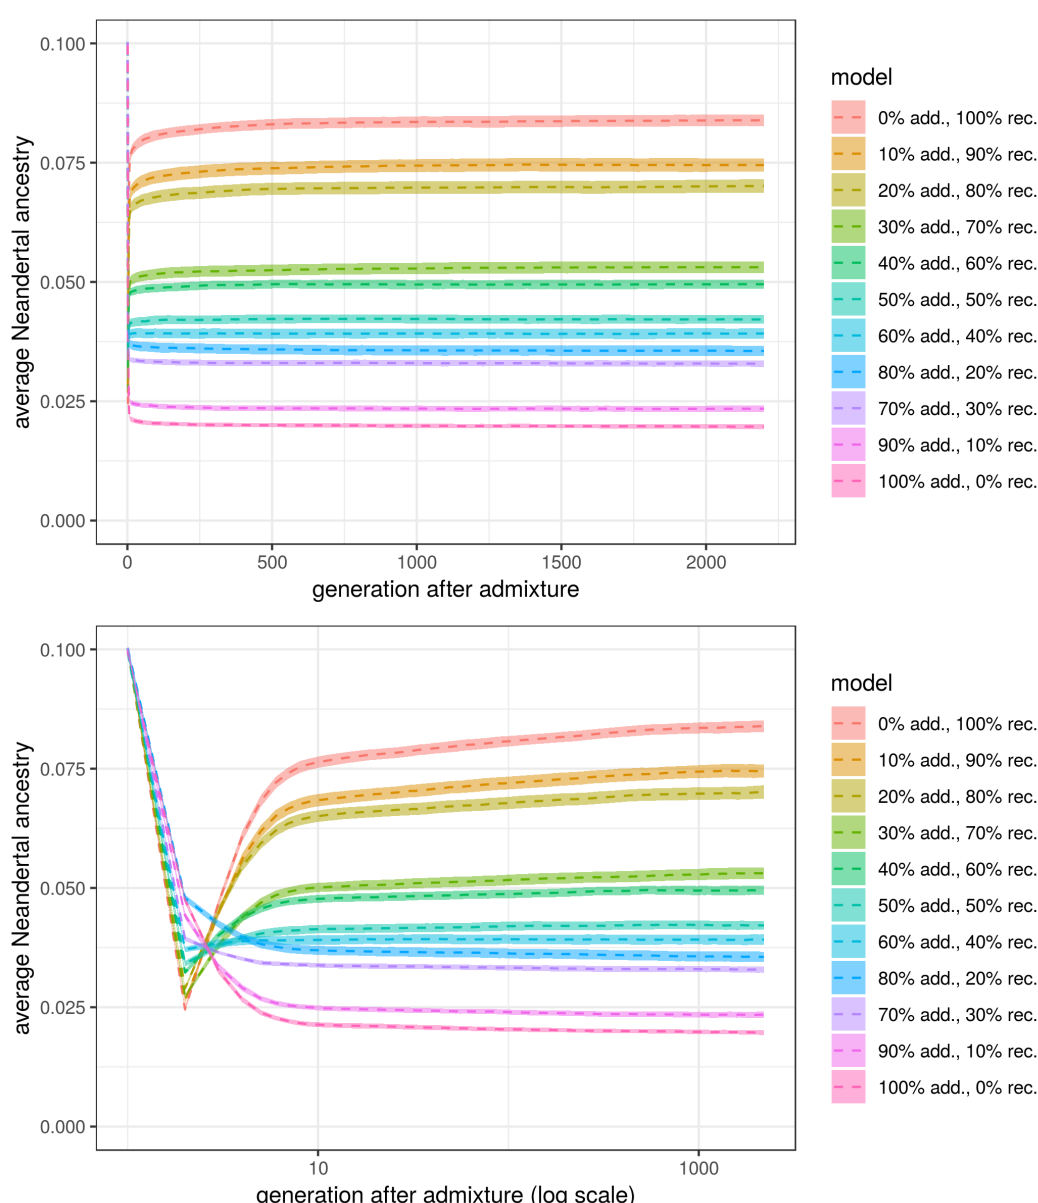 0.100
0.075
0.050
0.025
0.000
average Neandertal ancestry
0 500 1000 1500 2000
generation after admixture
model
0% add., 100% rec.
10% add., 90% rec.
20% add., 80% rec.
30% add., 70% rec.
40% add., 60% rec.
50% add., 50% rec.
60% add., 40% rec.
80% add., 20% rec.
70% add., 30% rec.
90% add., 10% rec.
100% add., 0% rec.
0.100
0.075
0.050
0.025
0.000
average Neandertal ancestry
10 1000
generation after admixture (log scale)
model
0% add., 100% rec.
10% add., 90% rec.
20% add., 80% rec.
30% add., 70% rec.
40% add., 60% rec.
50% add., 50% rec.
60% add., 40% rec.
80% add., 20% rec.
70% add., 30% rec.
90% add., 10% rec.
100% add., 0% rec.